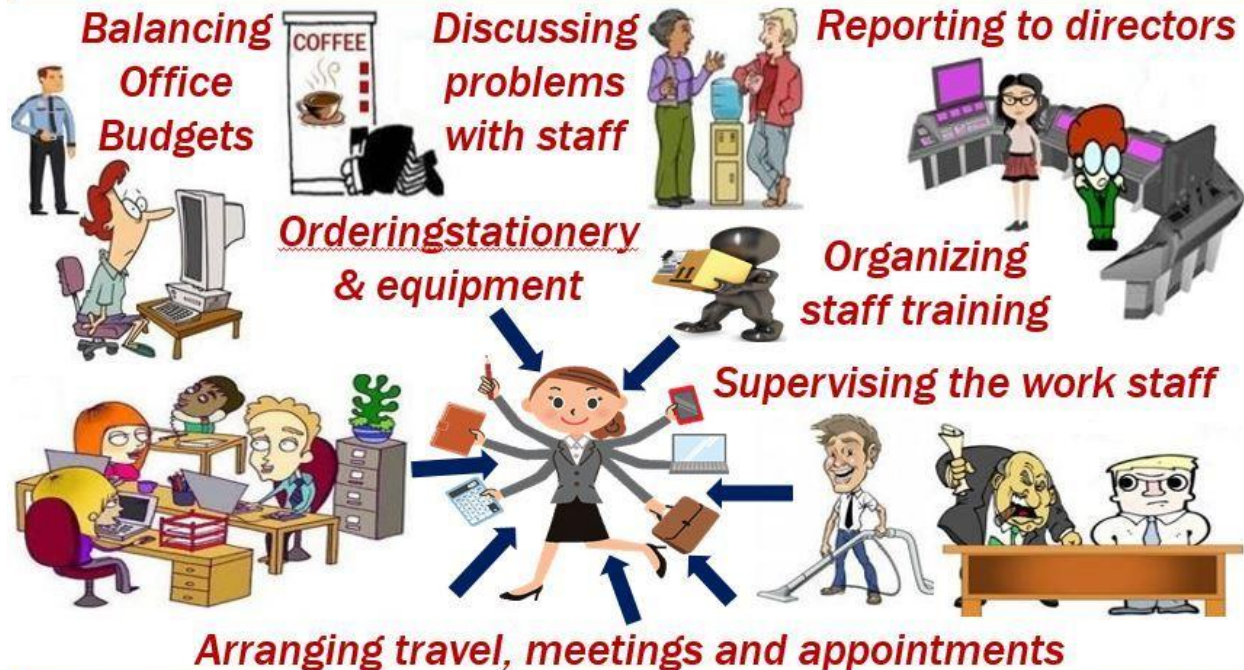 Balancing
Office
Budgets
COFFEE
Discussing
problems
with staff
Reporting to directors
Orderingstationery
& equipment
Organizing
staff training
Supervising the work staff
Arranging travel, meetings and appointments